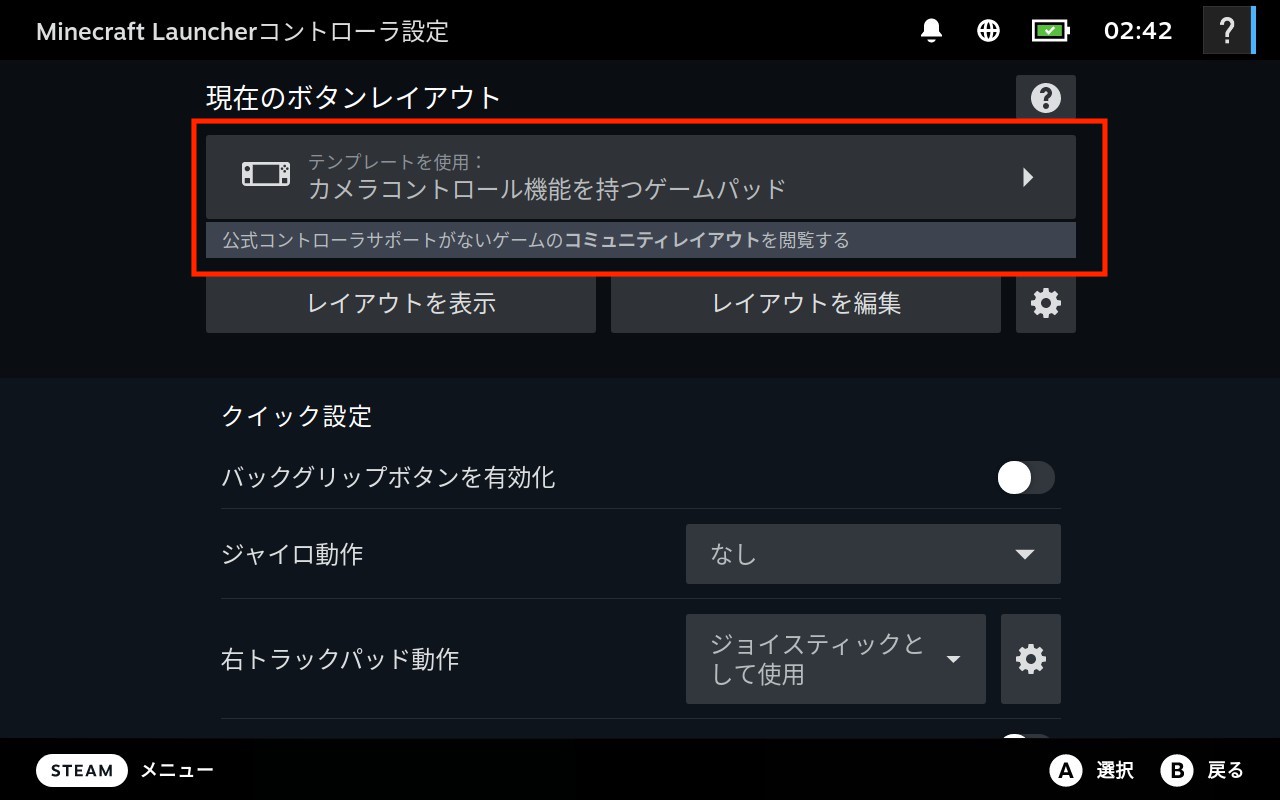 Minecraft Launcherコントローラ設定
02:42
?
現在のボタンレイアウト
?
テンプレートを使用：
カメラコントロール機能を持つゲームパッド
公式コントローラサポートがないゲームのコミュニティレイアウトを閲覧する
レイアウトを表示
レイアウトを編集
クイック設定
バックグリップボタンを有効化
ジャイロ動作
なし
右トラックパッド動作
ジョイスティックと
して使用
STEAM メニュー
A 選択
B 戻る